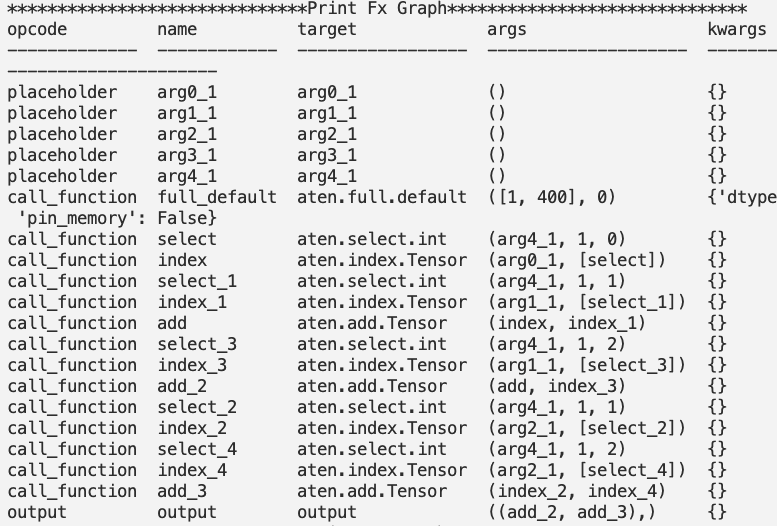 ******************************Print Fx Graph******************************
opcode         name          target             args                  kwargs
-------------  ------------  -----------------  --------------------  -------
---------------------
placeholder    arg0_1        arg0_1             ()                    {}
placeholder    arg1_1        arg1_1             ()                    {}
placeholder    arg2_1        arg2_1             ()                    {}
placeholder    arg3_1        arg3_1             ()                    {}
placeholder    arg4_1        arg4_1             ()                    {}
call_function  full_default  aten.full.default  ([1, 400], 0)         {'dtype
 'pin_memory': False}
call_function  select        aten.select.int    (arg4_1, 1, 0)        {}
call_function  index         aten.index.Tensor  (arg0_1, [select])    {}
call_function  select_1      aten.select.int    (arg4_1, 1, 1)        {}
call_function  index_1       aten.index.Tensor  (arg1_1, [select_1])  {}
call_function  add           aten.add.Tensor    (index, index_1)      {}
call_function  select_3      aten.select.int    (arg4_1, 1, 2)        {}
call_function  index_3       aten.index.Tensor  (arg1_1, [select_3])  {}
call_function  add_2         aten.add.Tensor    (add, index_3)        {}
call_function  select_2      aten.select.int    (arg4_1, 1, 1)        {}
call_function  index_2       aten.index.Tensor  (arg2_1, [select_2])  {}
call_function  select_4      aten.select.int    (arg4_1, 1, 2)        {}
call_function  index_4       aten.index.Tensor  (arg2_1, [select_4])  {}
call_function  add_3         aten.add.Tensor    (index_2, index_4)    {}
output         output        output             ((add_2, add_3),)     {}